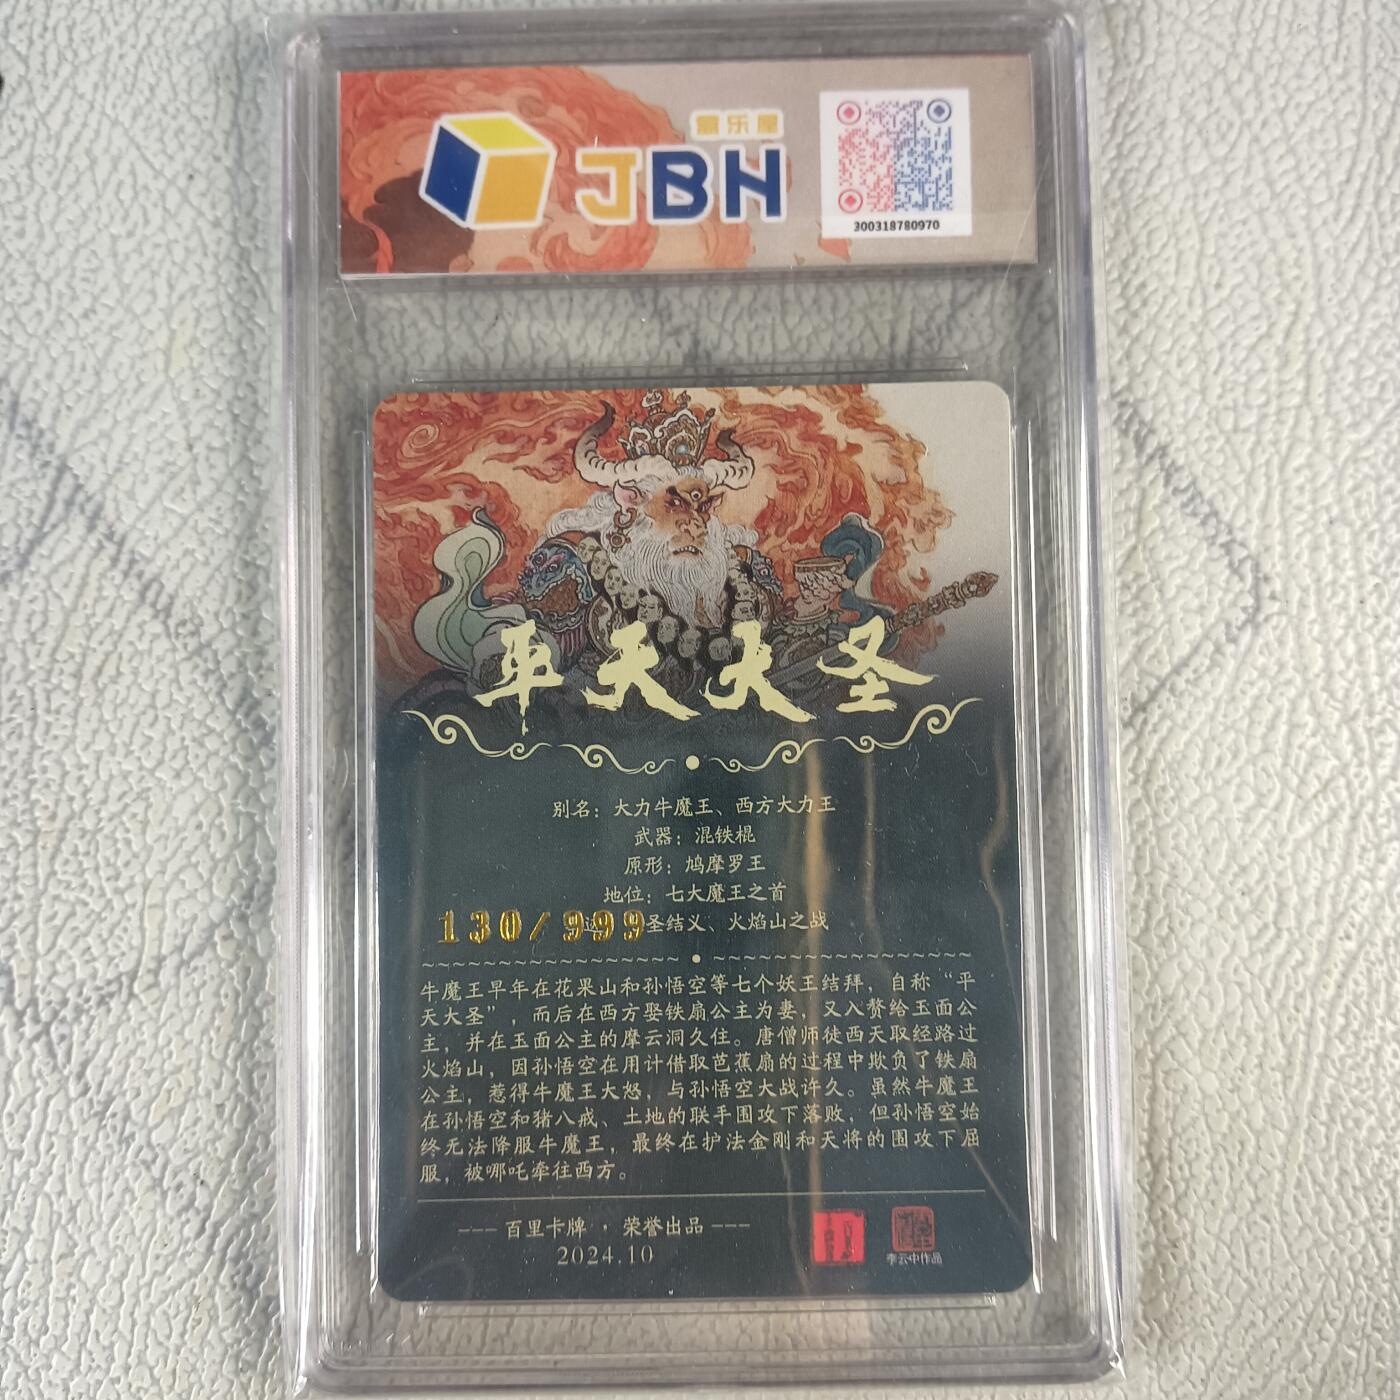 盒乐屋
JBH
300318780970
平天大圣
别名：大力牛魔王、西方大力王
武器：混铁棍
原形：鸠摩罗王
地位：七大魔王之首
130/999
圣结义、火焰山之战
牛魔王早年在花果山和孙悟空等七个妖王结拜，自称“平
天大圣”，而后在西方娶铁扇公主为妻，又入赘给玉面公
主，并在玉面公主的摩云洞久住。唐僧师徒西天取经路过
火焰山，因孙悟空在用计借取芭蕉扇的过程中欺负了铁扇
公主，惹得牛魔王大怒，与孙悟空大战许久。虽然牛魔王
在孙悟空和猪八戒、土地的联手围攻下落败，但孙悟空始
终无法降服牛魔王，最终在护法金刚和天将的围攻下屈
服，被哪吒牵往西方。
--- 百里卡牌 · 荣誉出品 ---
2024.10
李云中作品